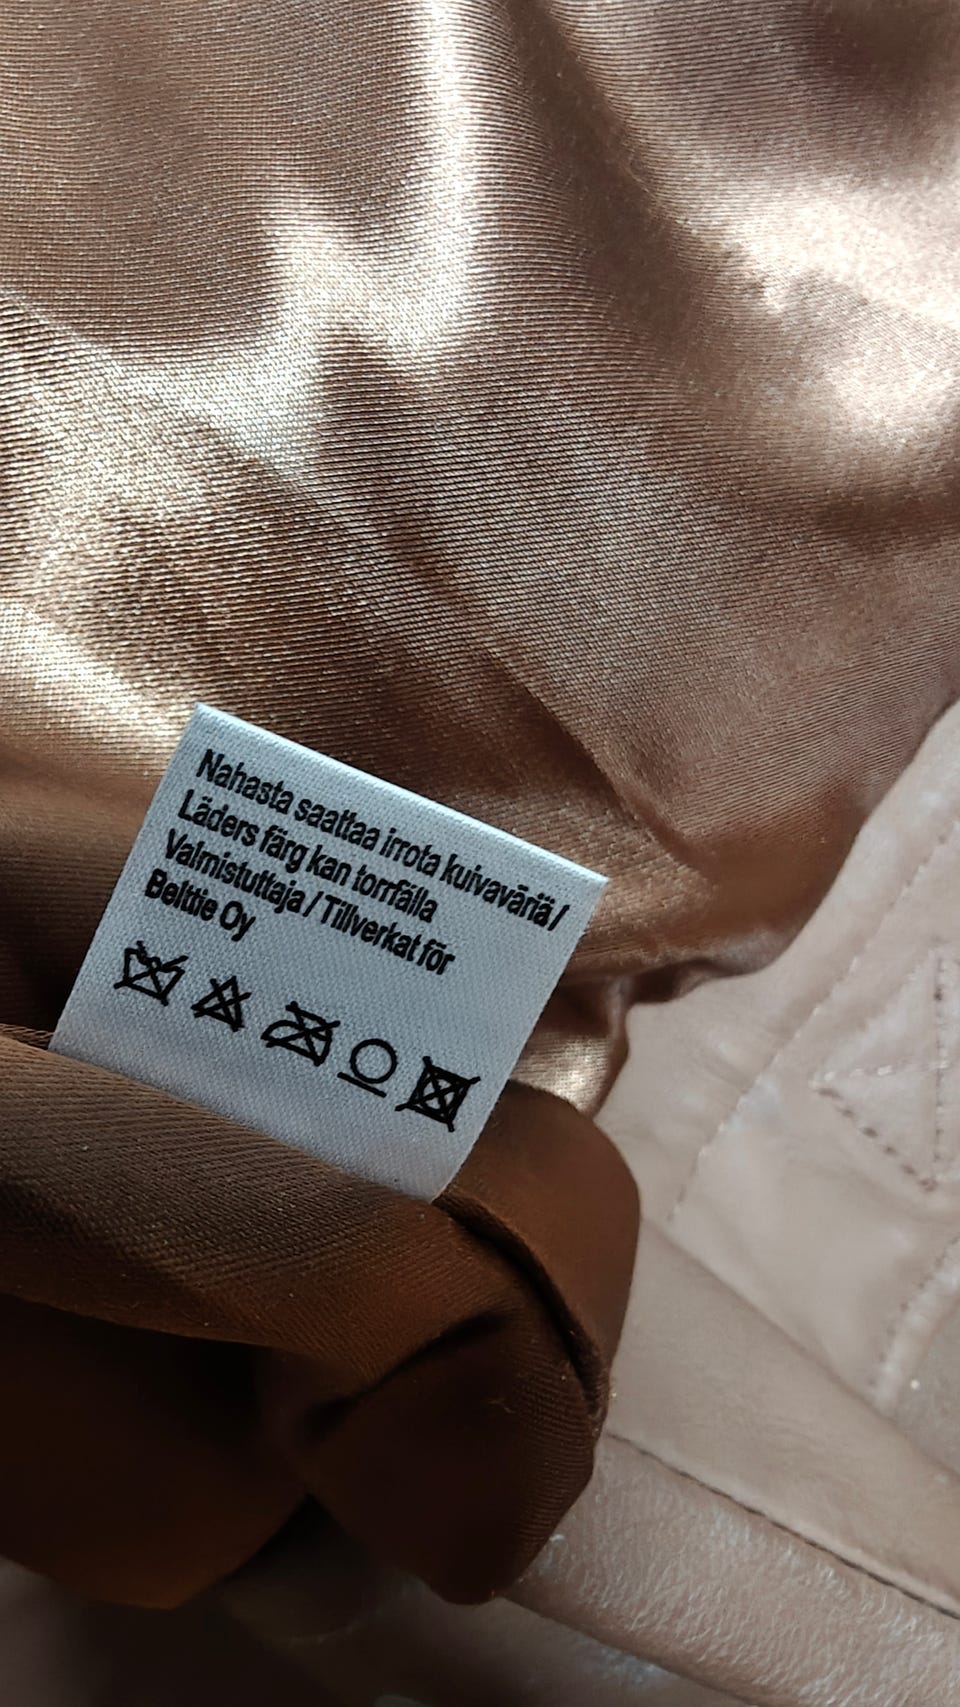 Nahasta saattaa irrota kuivaväriä /
Läders färg kan torrfälla
Valmistuttaja / Tillverkat för
Belttie Oy